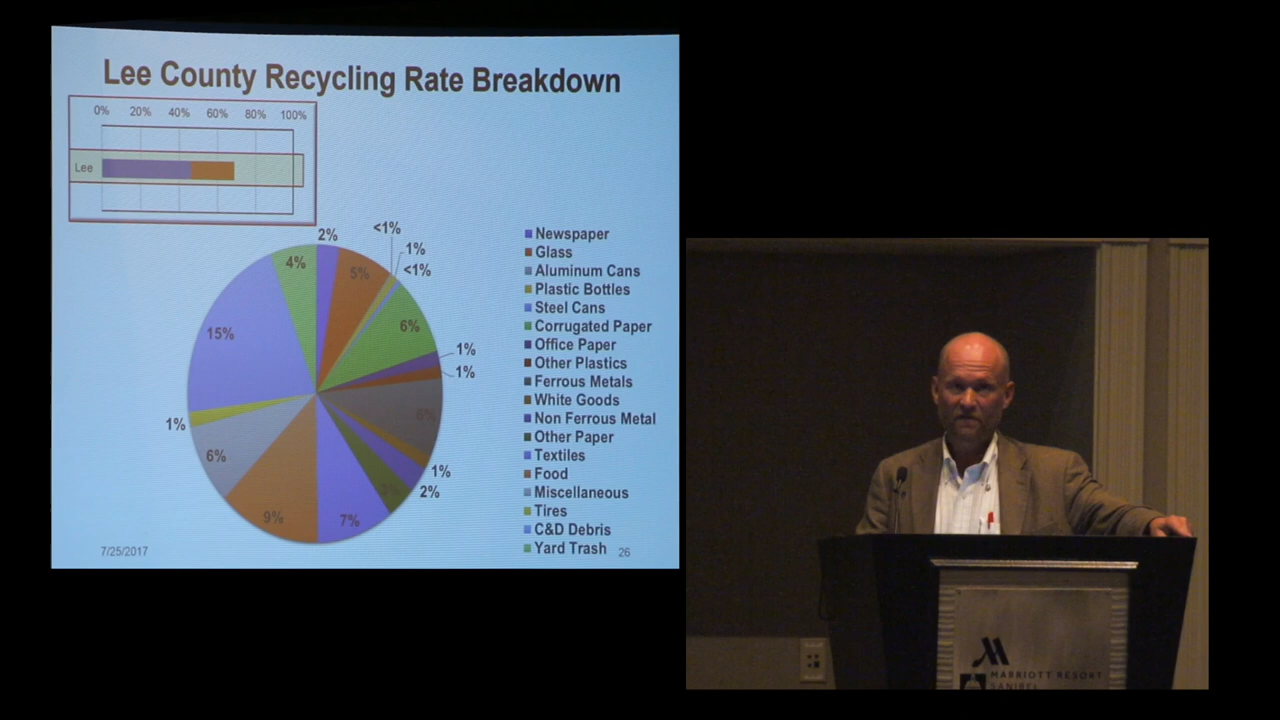 Lee County Recycling Rate Breakdown
0% 20% 40% 60% 80% 100%
Lee
2%
<1%
1%
<1%
4%
5%
6%
15%
1%
1%
1%
6%
1%
2%
9%
7%
Newspaper
Glass
Aluminum Cans
Plastic Bottles
Steel Cans
Corrugated Paper
Office Paper
Other Plastics
Ferrous Metals
White Goods
Non Ferrous Metal
Other Paper
Textiles
Food
Miscellaneous
Tires
C&D Debris
Yard Trash
7/25/2017
26
MARRIOTT RESORT
SANIBEL